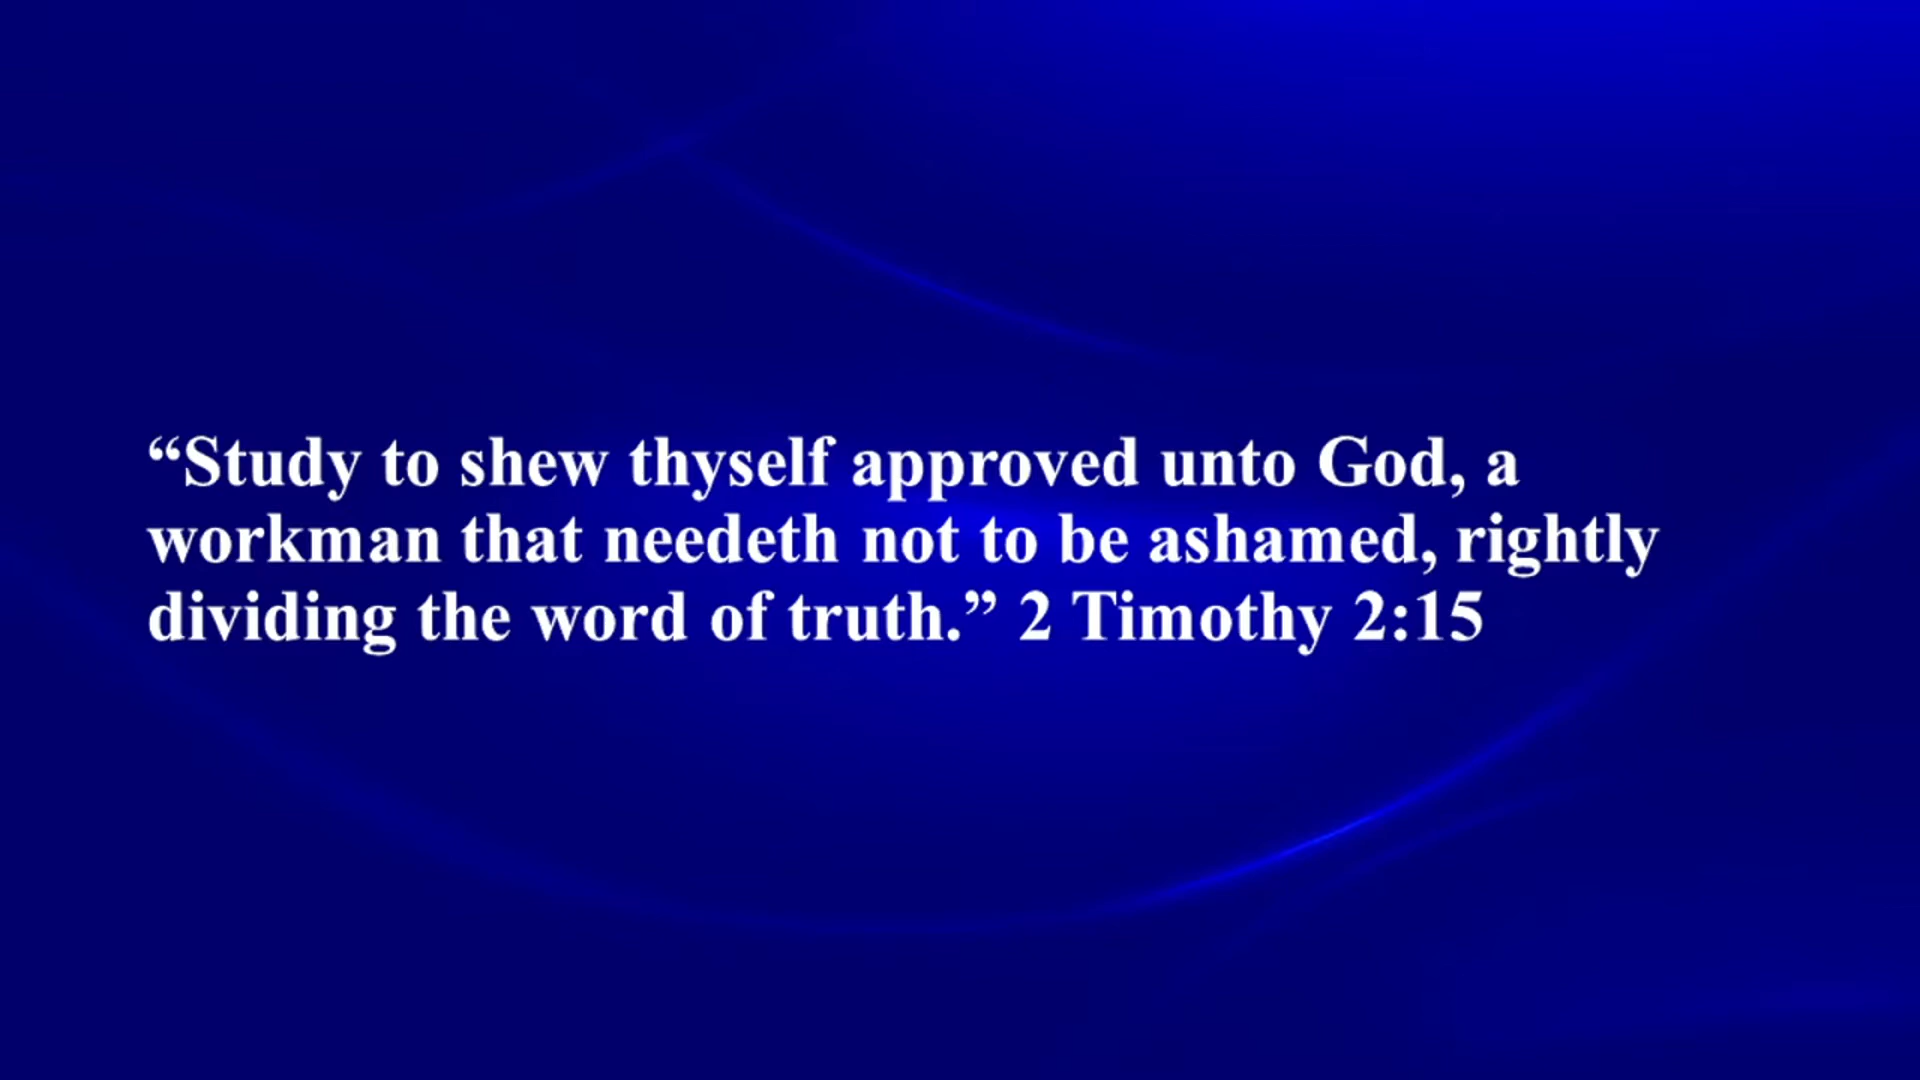 “Study to shew thyself approved unto God, a
workman that needeth not to be ashamed, rightly
dividing the word of truth.” 2 Timothy 2:15